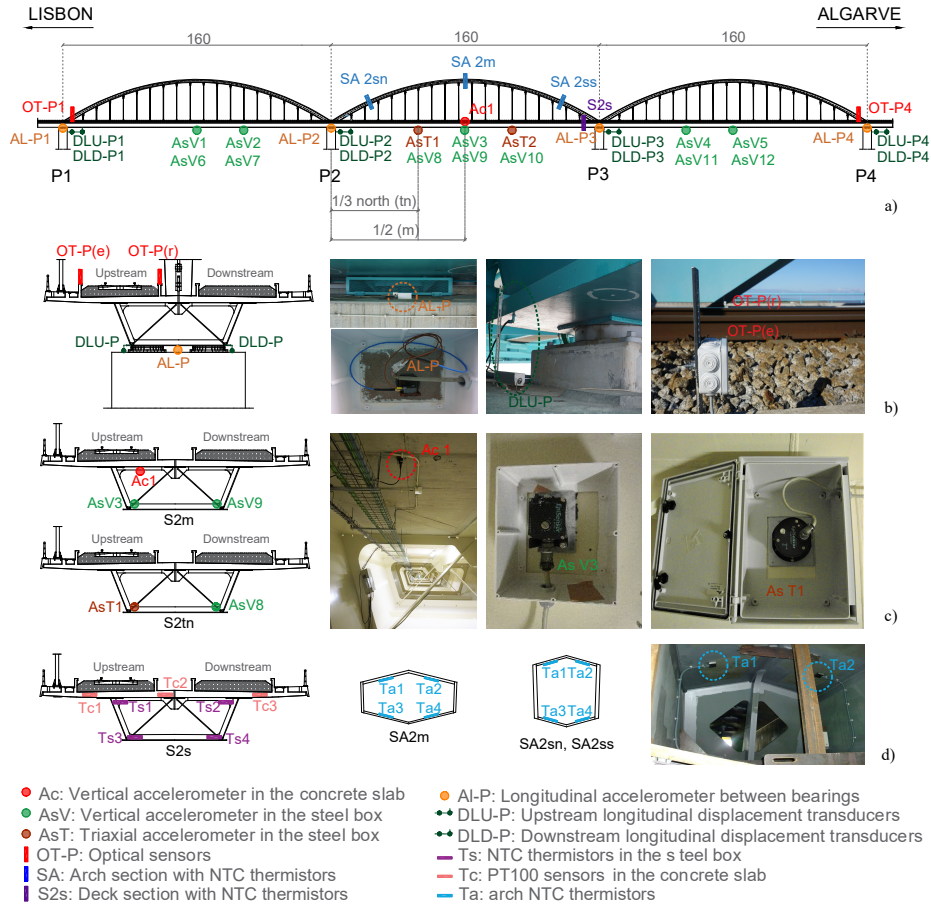 LISBON
ALGARVE
160
160
160
SA 2sn
SA 2m
SA 2ss
S2s
OT-P1
Ac1
OT-P4
AL-P1
DLU-P1
DLD-P1
AsV1
AsV6
AsV2
AsV7
AL-P2
DLU-P2
DLD-P2
AsT1
AsV8
AsV3
AsV9
AsT2
AsV10
AL-P3
DLU-P3
DLD-P3
AsV4
AsV11
AsV5
AsV12
AL-P4
DLU-P4
DLD-P4
P1
P2
P3
P4
1/3 north (tn)
1/2 (m)
a)
OT-P(e)
OT-P(r)
Upstream
Downstream
DLU-P
DLD-P
AL-P
AL-P
AL-P
DLU-P
OT-P(r)
OT-P(e)
b)
Upstream
Downstream
Ac1
AsV3
AsV9
S2m
Upstream
Downstream
AsT1
AsV8
S2tn
Ac 1
As V3
As T1
c)
Upstream
Downstream
Tc2
Tc1
Ts1
Ts2
Tc3
Ts3
Ts4
S2s
Ta1
Ta2
Ta3
Ta4
SA2m
Ta1
Ta2
Ta3
Ta4
SA2sn, SA2ss
Ta1
Ta2
d)
Ac: Vertical accelerometer in the concrete slab
AsV: Vertical accelerometer in the steel box
AsT: Triaxial accelerometer in the steel box
OT-P: Optical sensors
SA: Arch section with NTC thermistors
S2s: Deck section with NTC thermistors
Al-P: Longitudinal accelerometer between bearings
DLU-P: Upstream longitudinal displacement transducers
DLD-P: Downstream longitudinal displacement transducers
Ts: NTC thermistors in the s teel box
Tc: PT100 sensors in the concrete slab
Ta: arch NTC thermistors